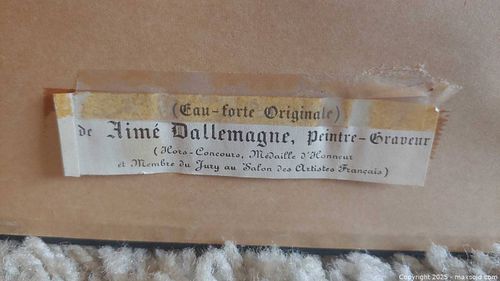 (Eau-forte Originale)
de Aimé Dallemagne, Peintre-Graveur
(Hors-Concours, Médaille d'Honneur
et Membre du Jury au Salon des Artistes Français)
Copyright 2025 - maxsold.com